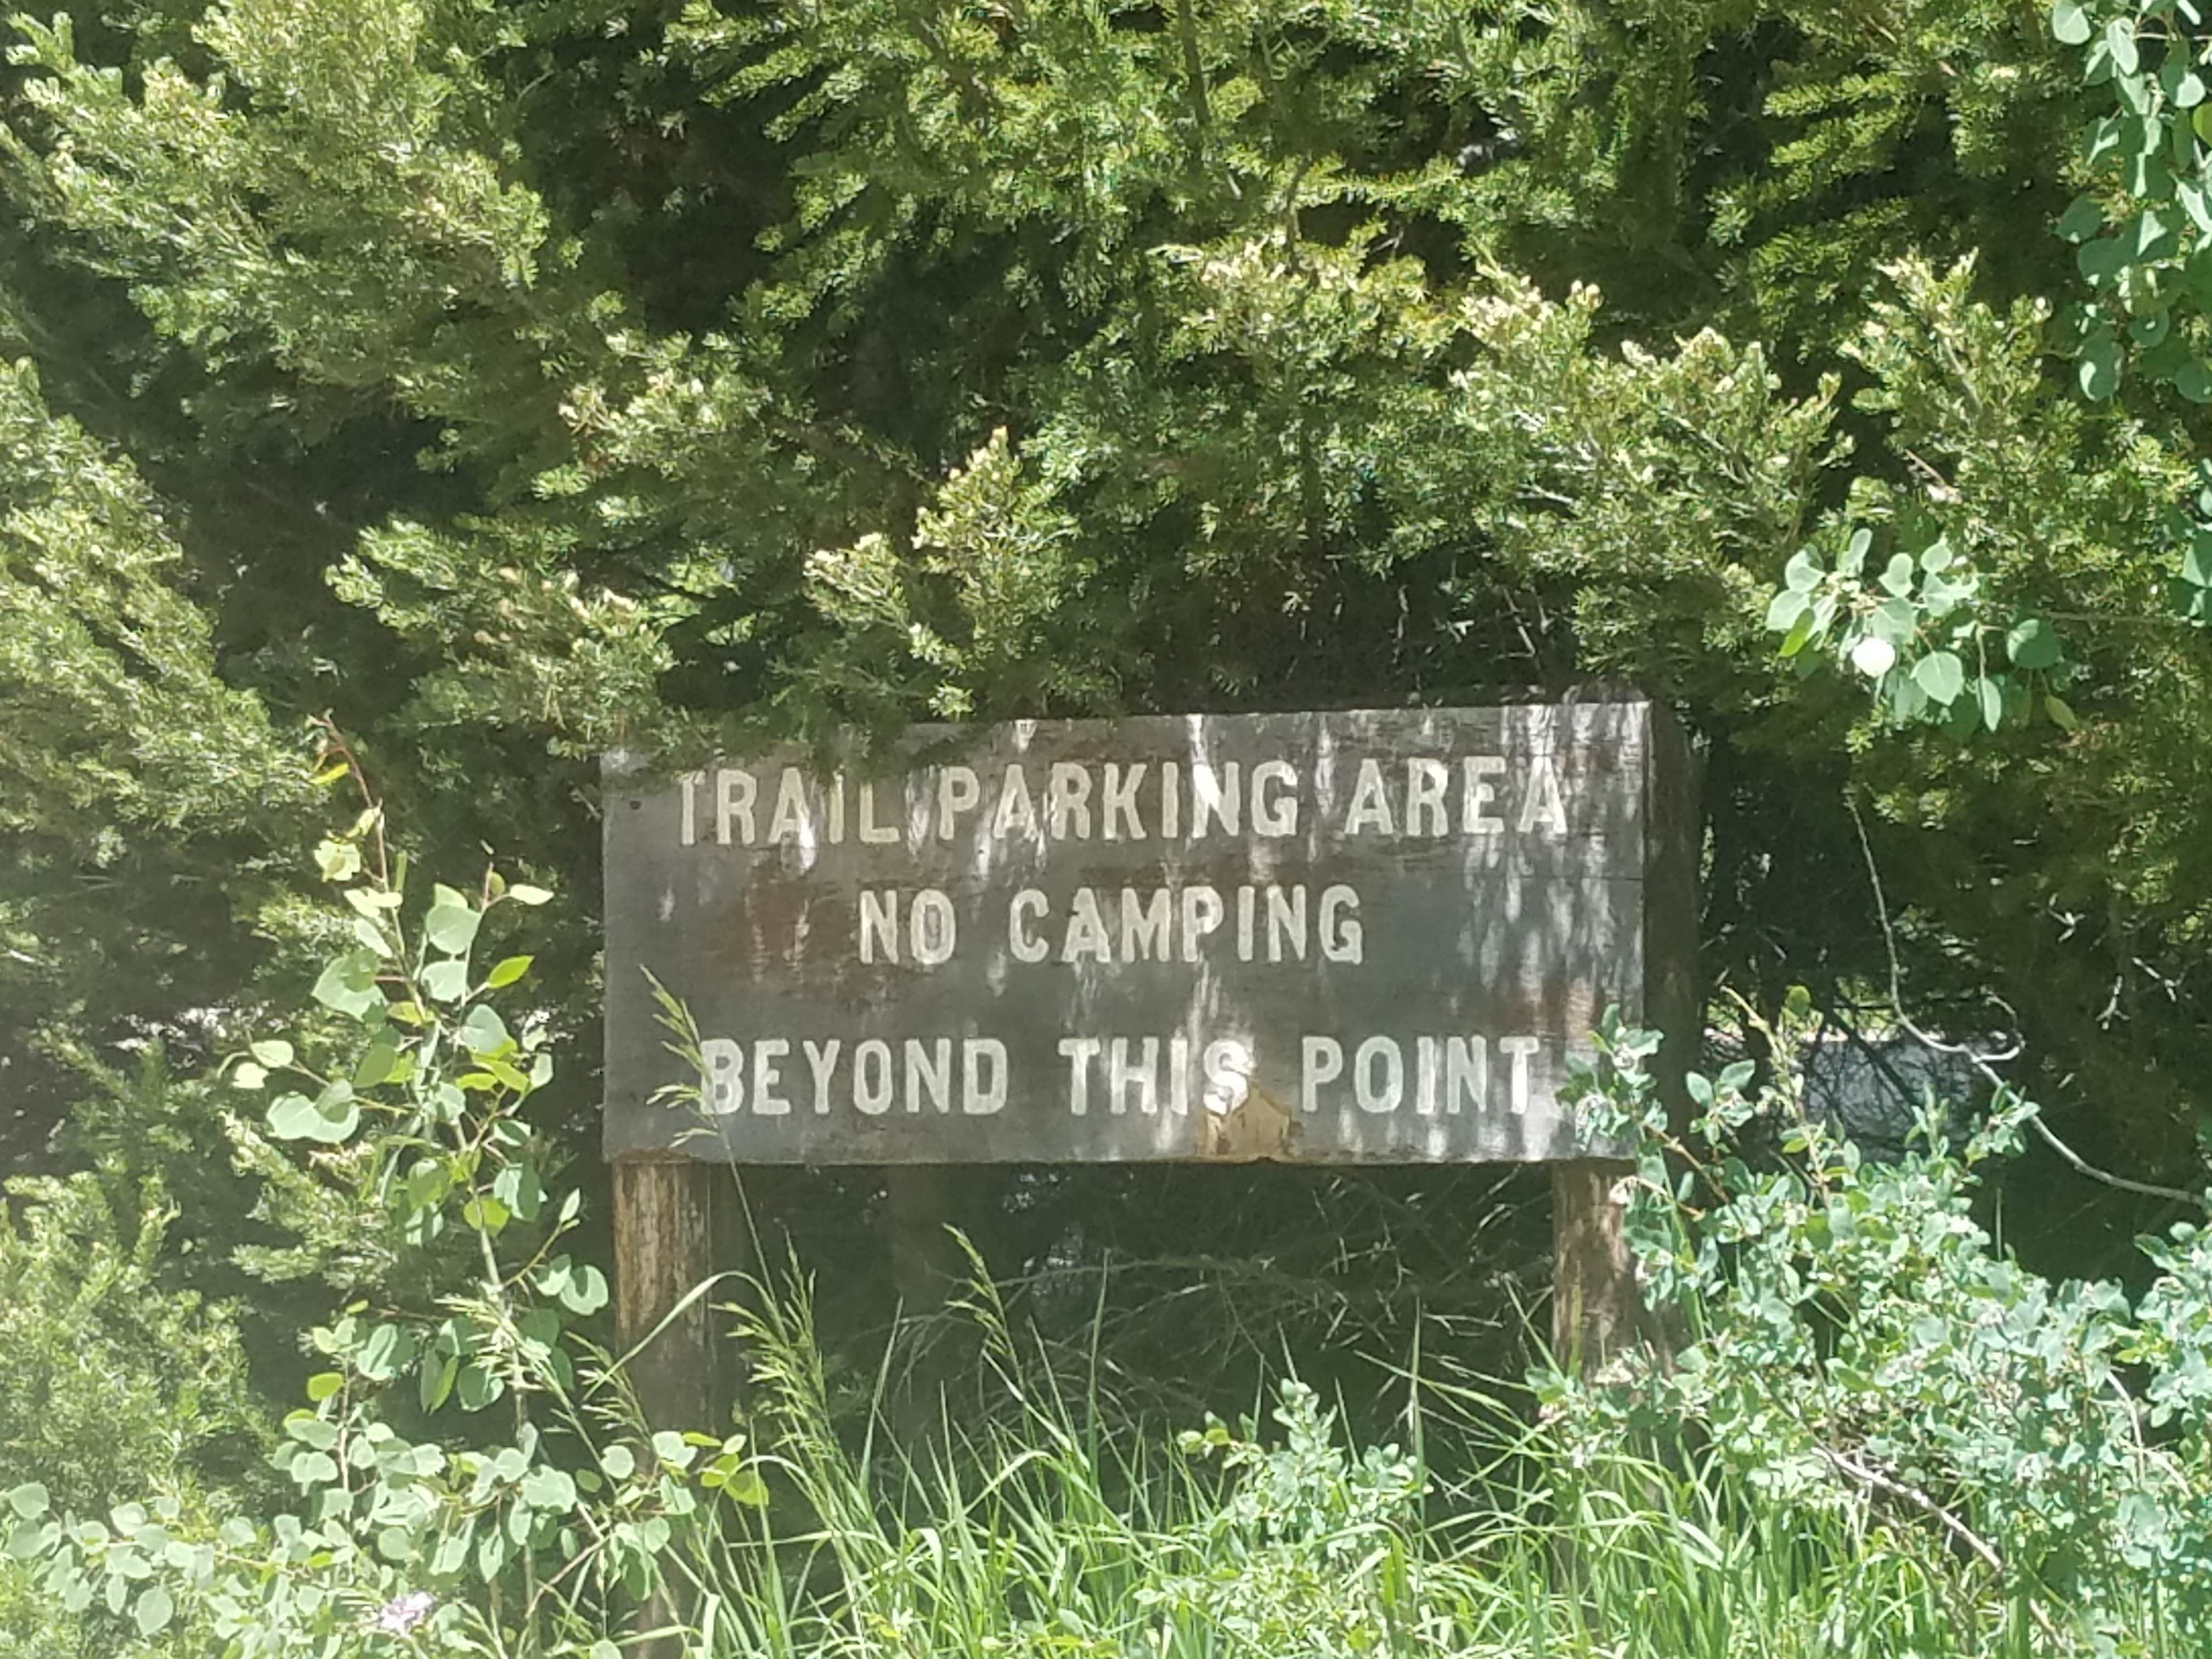 TRAIL PARKING AREA
NO CAMPING
BEYOND THIS POINT